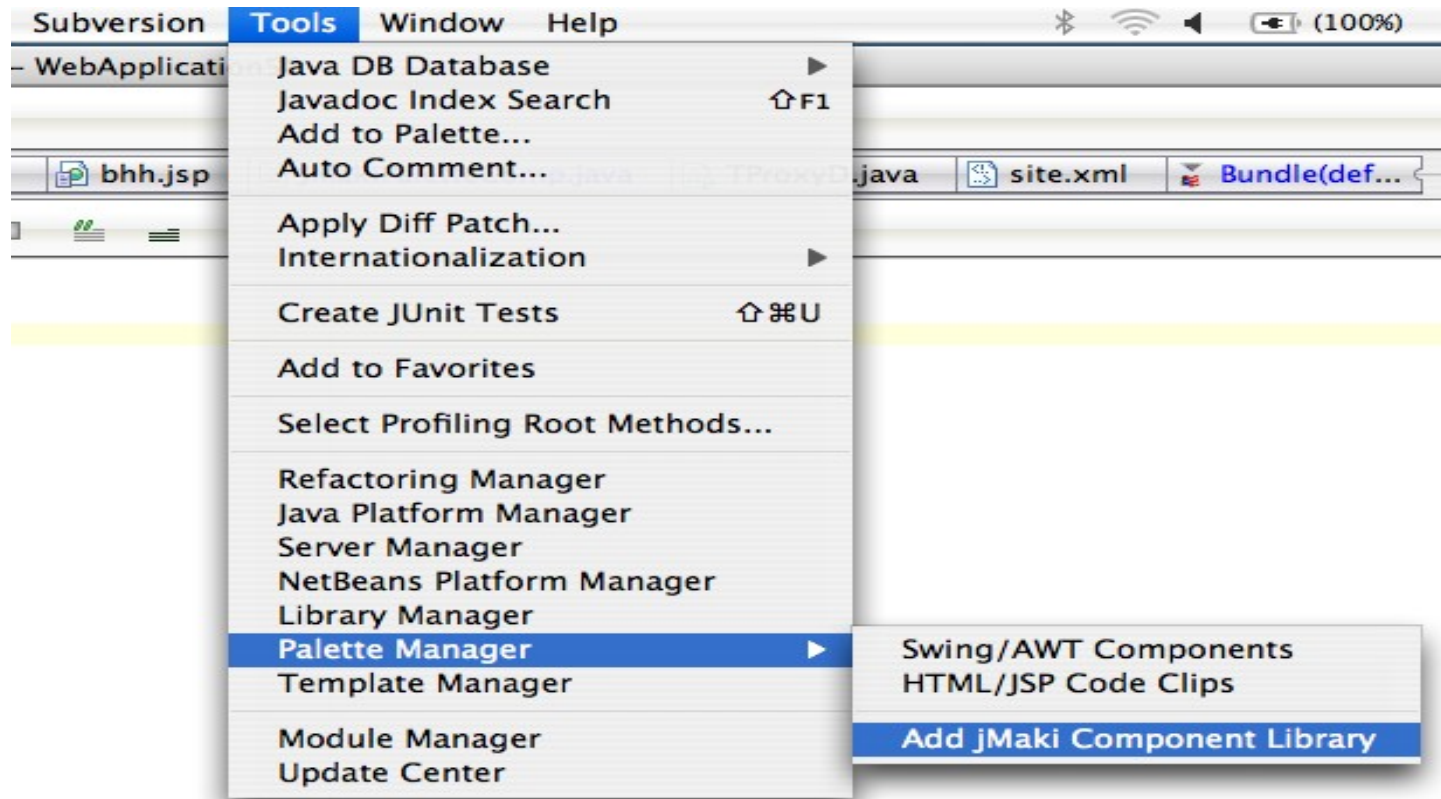 Subversion Tools Window Help (100%)
– WebApplicati
Java DB Database
Javadoc Index Search ⇧F1
Add to Palette...
Auto Comment...
bhh.jsp .java TProxyD .java site.xml Bundle(def...
Apply Diff Patch...
Internationalization
Create JUnit Tests ⇧⌘U
Add to Favorites
Select Profiling Root Methods...
Refactoring Manager
Java Platform Manager
Server Manager
NetBeans Platform Manager
Library Manager
Palette Manager
Template Manager
Module Manager
Update Center
Swing/AWT Components
HTML/JSP Code Clips
Add jMaki Component Library